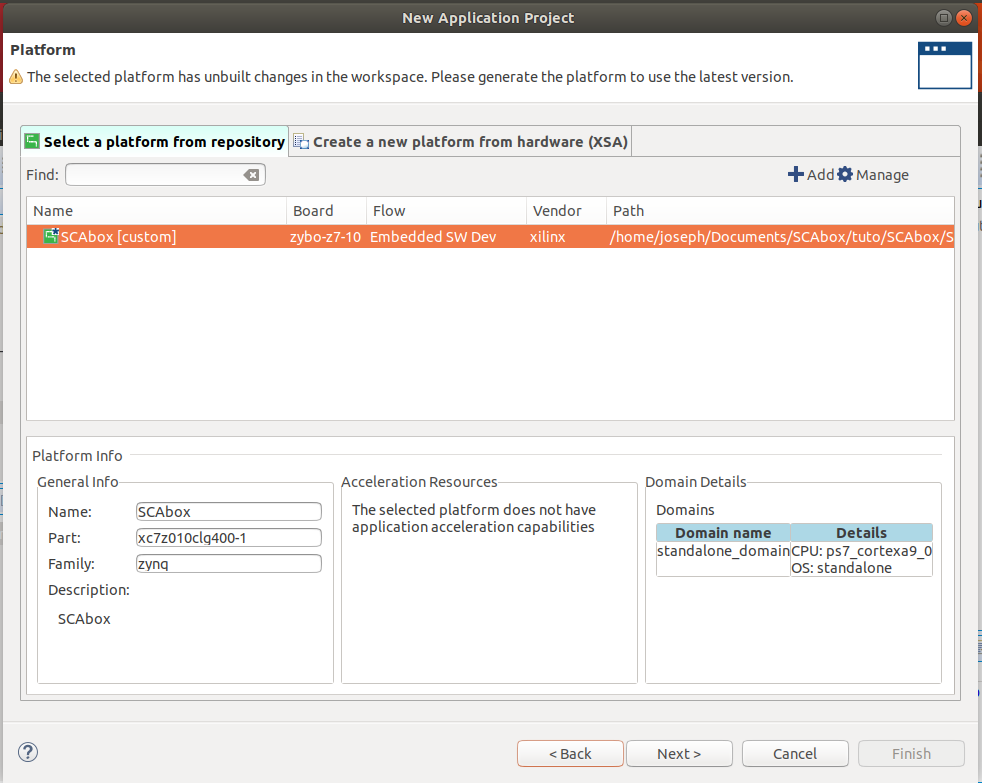 New Application Project
Platform
The selected platform has unbuilt changes in the workspace. Please generate the platform to use the latest version.
Select a platform from repository
Create a new platform from hardware (XSA)
Find:
Add Manage
Name Board Flow Vendor Path
SCAbox [custom] zybo-z7-10 Embedded SW Dev xilinx /home/joseph/Documents/SCAbox/tuto/SCAbox/S
Platform Info
General Info
Name: SCAbox
Part: xc7z010clg400-1
Family: zynq
Description:
SCAbox
Acceleration Resources
The selected platform does not have
application acceleration capabilities
Domain Details
Domains
Domain name Details
standalone_domain CPU: ps7_cortexa9_0
OS: standalone
?
< Back Next > Cancel Finish